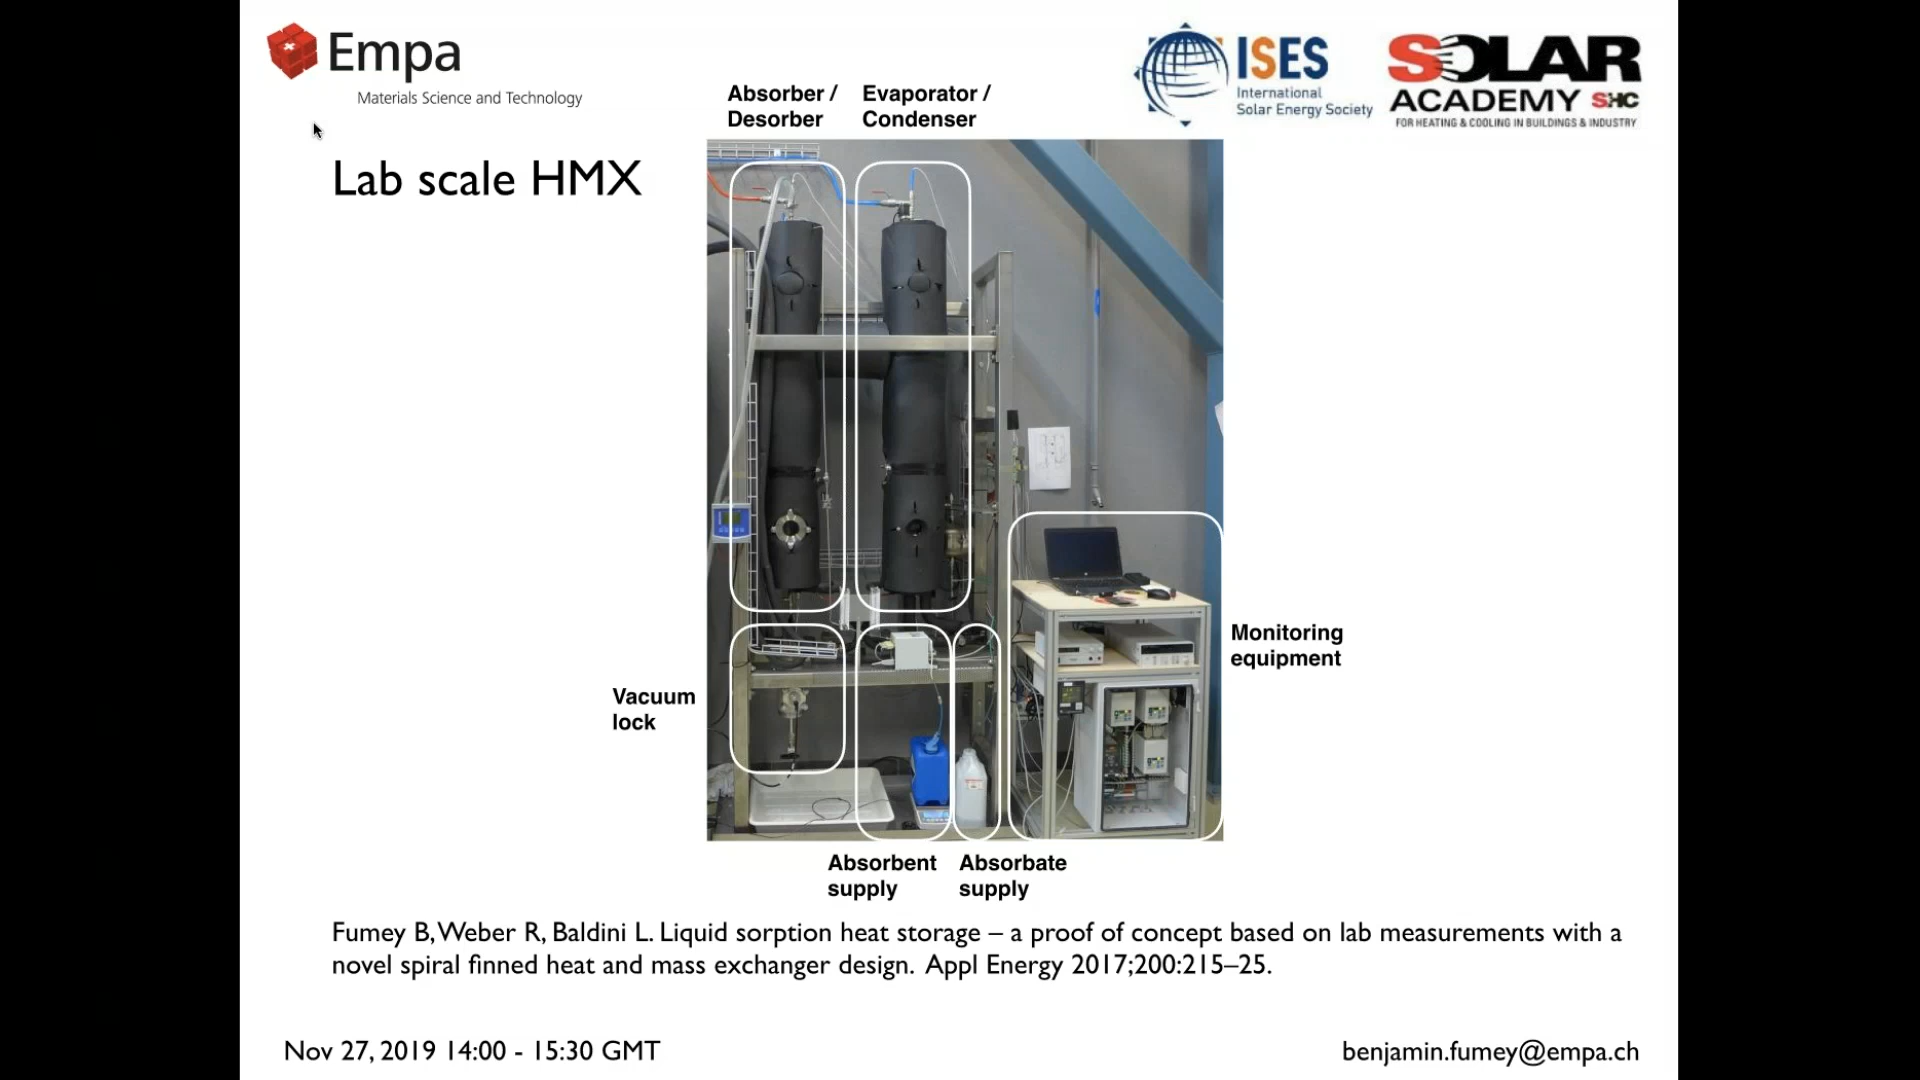 Empa
Materials Science and Technology
ISES
International
Solar Energy Society
SOLAR
ACADEMY SHC
FOR HEATING & COOLING IN BUILDINGS & INDUSTRY
Absorber /
Desorber
Evaporator /
Condenser
Lab scale HMX
Monitoring
equipment
Vacuum
lock
Absorbent
supply
Absorbate
supply
Fumey B, Weber R, Baldini L. Liquid sorption heat storage – a proof of concept based on lab measurements with a
novel spiral finned heat and mass exchanger design. Appl Energy 2017;200:215–25.
Nov 27, 2019 14:00 - 15:30 GMT
benjamin.fumey@empa.ch